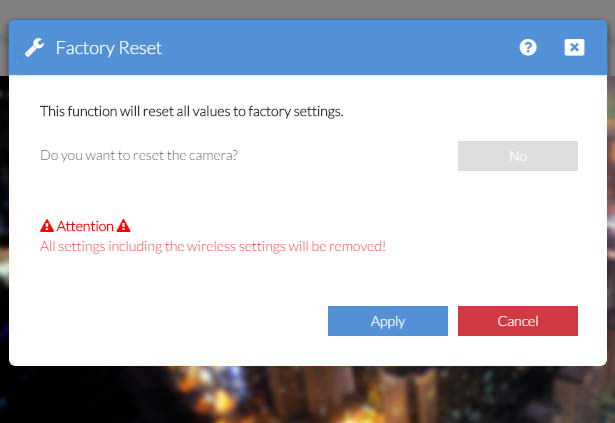 Factory Reset
This function will reset all values to factory settings.
Do you want to reset the camera?
No
Attention
All settings including the wireless settings will be removed!
Apply
Cancel